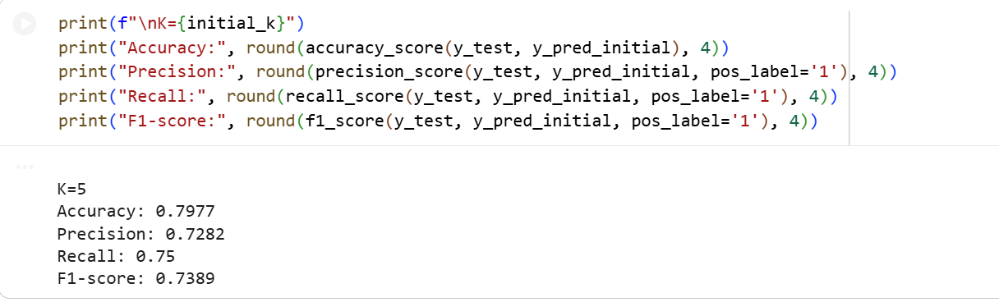 print(f"\nK={initial_k}")
print("Accuracy:", round(accuracy_score(y_test, y_pred_initial), 4))
print("Precision:", round(precision_score(y_test, y_pred_initial, pos_label='1'), 4))
print("Recall:", round(recall_score(y_test, y_pred_initial, pos_label='1'), 4))
print("F1-score:", round(f1_score(y_test, y_pred_initial, pos_label='1'), 4))
K=5
Accuracy: 0.7977
Precision: 0.7282
Recall: 0.75
F1-score: 0.7389